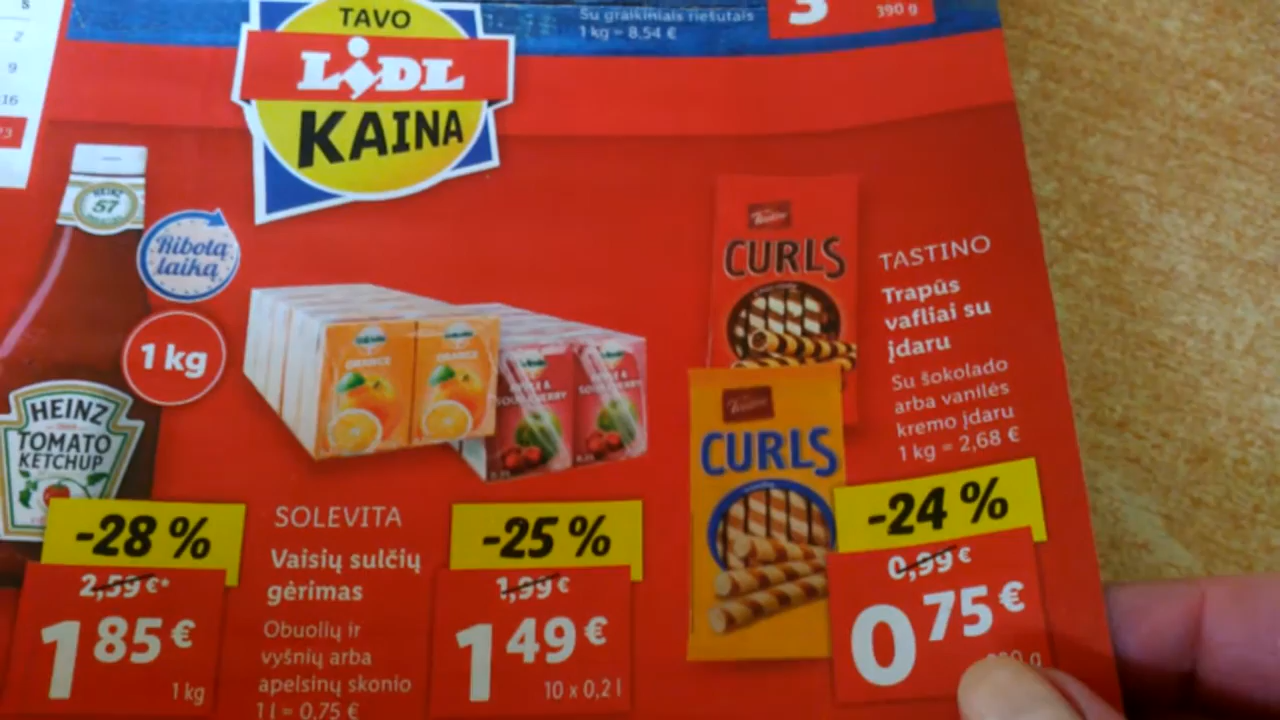 8
2
9
16
TAVO
LIDL
KAINA
Su graikiniais riešutais
1 kg = 8,54 €
390 g
HEINZ
57
Ribotą
laiką
1 kg
HEINZ
TOMATO
KETCHUP
-28 %
2,59 €*
1 85 €
1 kg
ORANGE
ORANGE
SOLEVITA
Vaisių sulčių
gėrimas
Obuolių ir
vyšnių arba
apelsinų skonio
1 l = 0,75 €
-25 %
1,99 €
1 49 €
10 x 0,2 l
Tastino
CURLS
Tastino
CURLS
TASTINO
Trapūs
vafliai su
įdaru
Su šokolado
arba vanilės
kremo įdaru
1 kg = 2,68 €
-24 %
0,99 €
0 75 €